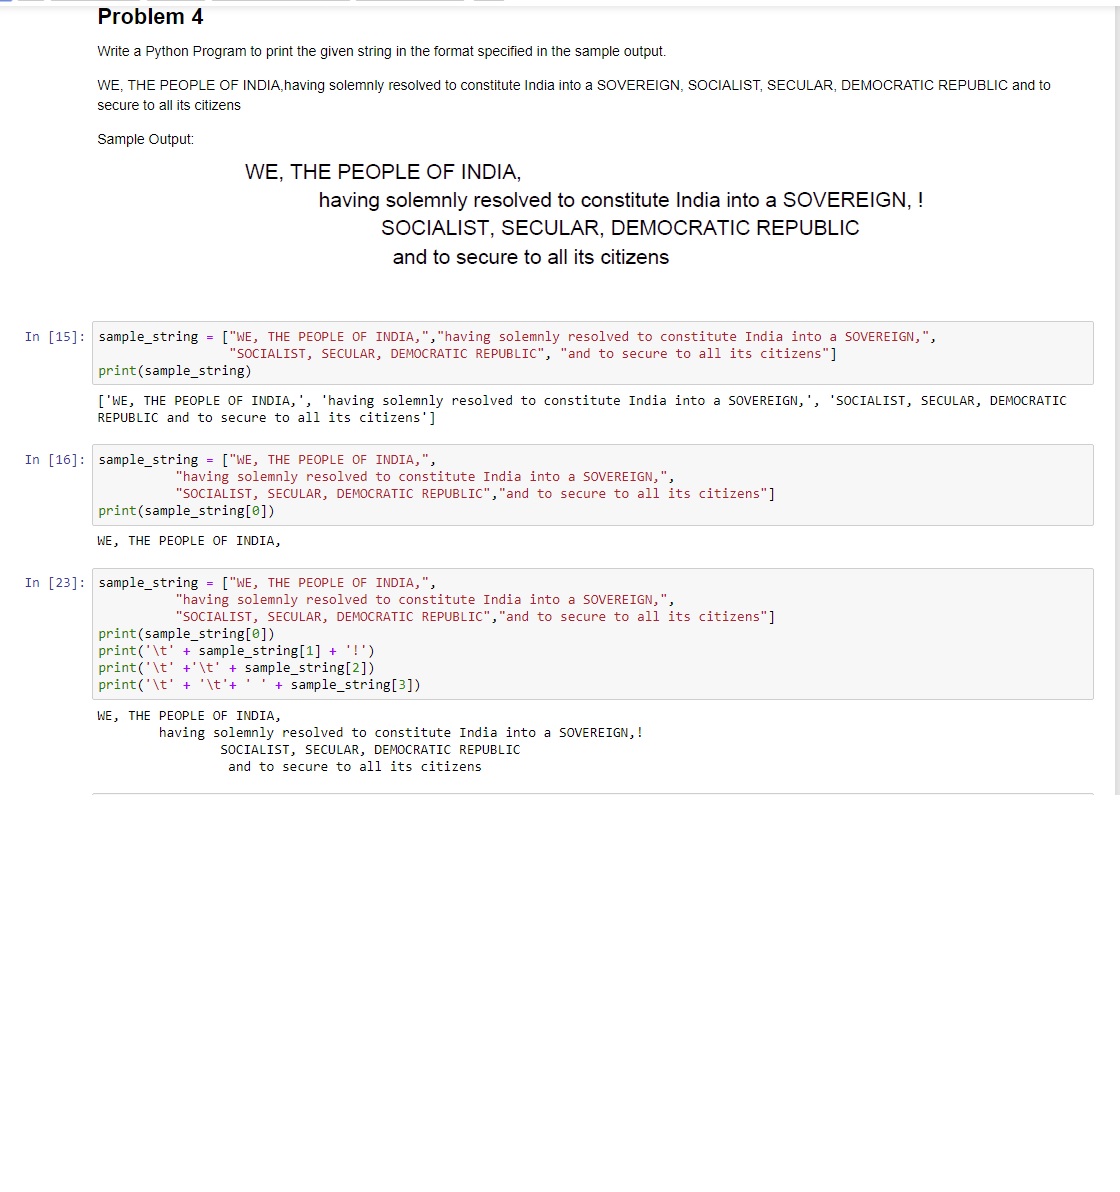 Problem 4
Write a Python Program to print the given string in the format specified in the sample output.
WE, THE PEOPLE OF INDIA,having solemnly resolved to constitute India into a SOVEREIGN, SOCIALIST, SECULAR, DEMOCRATIC REPUBLIC and to
secure to all its citizens
Sample Output:
WE, THE PEOPLE OF INDIA,
having solemnly resolved to constitute India into a SOVEREIGN, !
SOCIALIST, SECULAR, DEMOCRATIC REPUBLIC
and to secure to all its citizens
In [15]: sample_string = ["WE, THE PEOPLE OF INDIA,","having solemnly resolved to constitute India into a SOVEREIGN,",
"SOCIALIST, SECULAR, DEMOCRATIC REPUBLIC", "and to secure to all its citizens"]
print(sample_string)
['WE, THE PEOPLE OF INDIA,', 'having solemnly resolved to constitute India into a SOVEREIGN,', 'SOCIALIST, SECULAR, DEMOCRATIC
REPUBLIC and to secure to all its citizens']
In [16]: sample_string = ["WE, THE PEOPLE OF INDIA,",
"having solemnly resolved to constitute India into a SOVEREIGN,",
"SOCIALIST, SECULAR, DEMOCRATIC REPUBLIC","and to secure to all its citizens"]
print(sample_string[0])
WE, THE PEOPLE OF INDIA,
In [23]: sample_string = ["WE, THE PEOPLE OF INDIA,",
"having solemnly resolved to constitute India into a SOVEREIGN,",
"SOCIALIST, SECULAR, DEMOCRATIC REPUBLIC","and to secure to all its citizens"]
print(sample_string[0])
print('\t' + sample_string[1] + '!')
print('\t' +'\t' + sample_string[2])
print('\t' + '\t'+ ' ' + sample_string[3])
WE, THE PEOPLE OF INDIA,
having solemnly resolved to constitute India into a SOVEREIGN,!
SOCIALIST, SECULAR, DEMOCRATIC REPUBLIC
and to secure to all its citizens